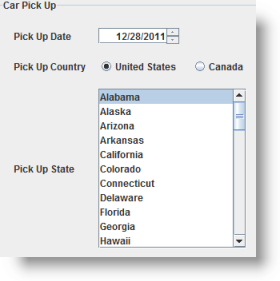 Car Pick Up
Pick Up Date 12/28/2011
Pick Up Country United States Canada
Pick Up State
Alabama
Alaska
Arizona
Arkansas
California
Colorado
Connecticut
Delaware
Florida
Georgia
Hawaii